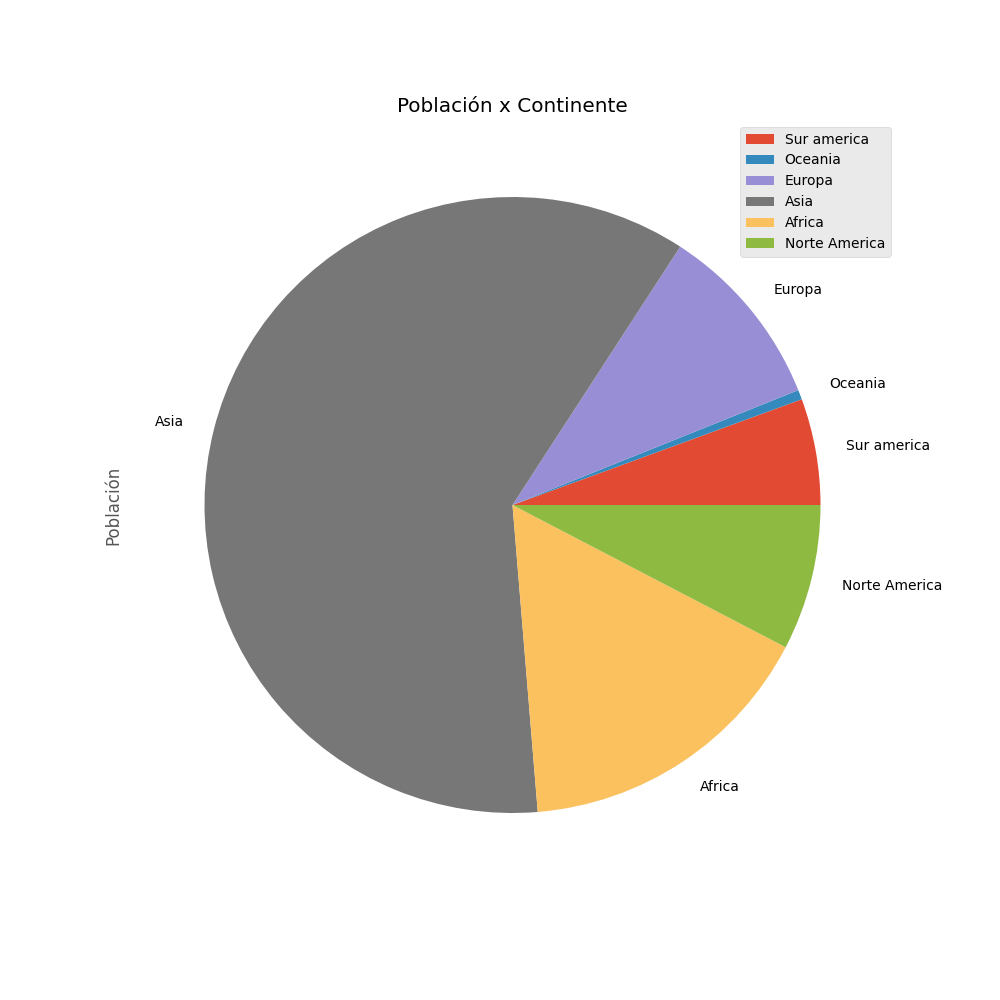 Población x Continente
Sur america
Oceania
Europa
Asia
Africa
Norte America
Europa
Oceania
Asia
Sur america
Población
Norte America
Africa